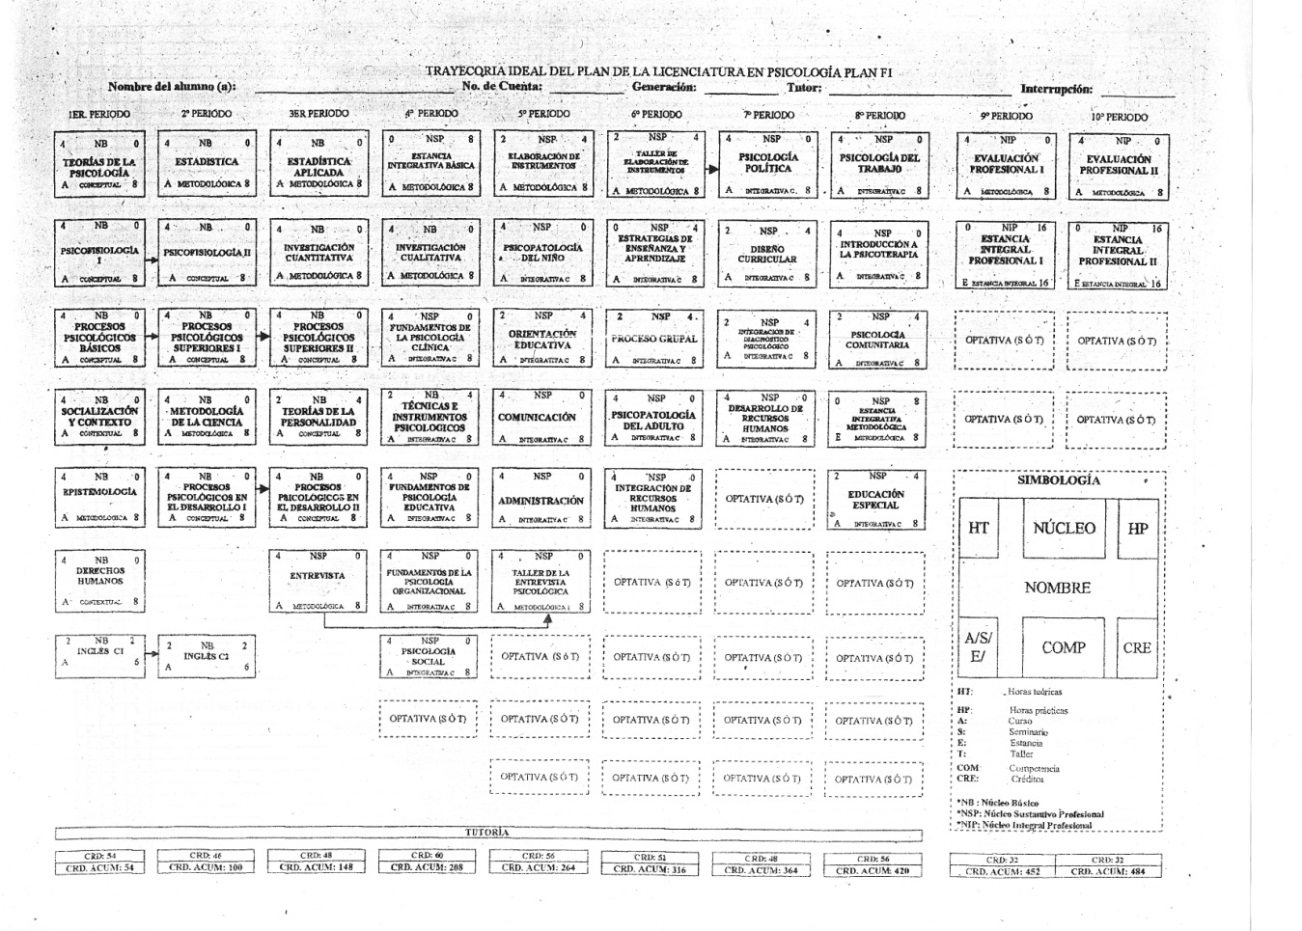 TRAYECQRIA IDEAL DEL PLAN DE LA LICENCIATURA EN PSICOLOGÍA PLAN F1
Nombre del alumno (a): No. de Cuenta: Generación: Tutor: Interrupción:
1ER. PERIODO 2º PERIÓDO 3ER PERIODO 4º PERIODO 5º PERIODO 6º PERIODO 7º PERIODO 8º PERIODO 9º PERIODO 10º PERIODO
4 NB 0
TEORÍAS DE LA
PSICOLOGÍA
A CONCEPTUAL 8
4 NB 0
ESTADISTICA
A METODOLÓGICA 8
4 NB 0
ESTADÍSTICA
APLICADA
A METODOLÓGICA 8
0 NSP 8
ESTANCIA
INTEGRATIVA BÁSICA
A METODOLÓGICA 8
2 NSP 4
ELABORACIÓN DE
INSTRUMENTOS
A METODOLÓGICA 8
2 NSP 4
TALLER DE
ELABORACIÓN DE
INSTRUMENTOS
A METODOLÓGICA 8
4 NSP 0
PSICOLOGÍA
POLÍTICA
A INTEGRATIVA C. 8
4 NSP 0
PSICOLOGÍA DEL
TRABAJO
A INTEGRATIVA C. 8
4 NIP 0
EVALUACIÓN
PROFESIONAL I
A METODOLÓGICA 8
4 NIP 0
EVALUACIÓN
PROFESIONAL II
A METODOLÓGICA 8
4 NB 0
PSICOFISIOLOGÍA
I
A CONCEPTUAL 8
4 NB 0
PSICOFISIOLOGÍA II
A CONCEPTUAL 8
4 NB 0
INVESTIGACIÓN
CUANTITATIVA
A METODOLÓGICA 8
4 NB 0
INVESTIGACIÓN
CUALITATIVA
A METODOLÓGICA 8
4 NSP 0
PSICOPATOLOGÍA
DEL NIÑO
A INTEGRATIVA C 8
0 NSP 4
ESTRATEGIAS DE
ENSEÑANZA Y
APRENDIZAJE
A INTEGRATIVA C 8
2 NSP 4
DISEÑO
CURRICULAR
A INTEGRATIVA C 8
4 NSP 0
INTRODUCCIÓN A
LA PSICOTERAPIA
A INTEGRATIVA C 8
0 NIP 16
ESTANCIA
INTEGRAL
PROFESIONAL I
E ESTANCIA INTEGRAL 16
0 NIP 16
ESTANCIA
INTEGRAL
PROFESIONAL II
E ESTANCIA INTEGRAL 16
4 NB 0
PROCESOS
PSICOLÓGICOS
BÁSICOS
A CONCEPTUAL 8
4 NB 0
PROCESOS
PSICOLÓGICOS
SUPERIORES I
A CONCEPTUAL 8
4 NB 0
PROCESOS
PSICOLÓGICOS
SUPERIORES II
A CONCEPTUAL 8
4 NSP 0
FUNDAMENTOS DE
LA PSICOLOGÍA
CLÍNICA
A INTEGRATIVA C 8
2 NSP 4
ORIENTACIÓN
EDUCATIVA
A INTEGRATIVA C 8
2 NSP 4
PROCESO GRUPAL
A INTEGRATIVA C 8
2 NSP 4
INTEGRACION DE
DIAGNÓSTICO
PSICOLÓGICO
A INTEGRATIVA C 8
4 NSP 0
PSICOLOGÍA
COMUNITARIA
A INTEGRATIVA C 8
OPTATIVA (S Ó T)
OPTATIVA (S Ó T)
4 NB 0
SOCIALIZACIÓN
Y CONTEXTO
A CONTEXTUAL 8
4 NB 0
METODOLOGÍA
DE LA CIENCIA
A METODOLÓGICA 8
2 NB 4
TEORÍAS DE LA
PERSONALIDAD
A CONCEPTUAL 8
2 NB 4
TÉCNICAS E
INSTRUMENTOS
PSICOLOGICOS
A INTEGRATIVA C 8
4 NSP 0
COMUNICACIÓN
A INTEGRATIVA C 8
4 NSP 0
PSICOPATOLOGÍA
DEL ADULTO
A INTEGRATIVA C 8
4 NSP 0
DESARROLLO DE
RECURSOS
HUMANOS
A INTEGRATIVA C 8
0 NSP 8
ESTANCIA
INTEGRATIVA
METODOLÓGICA
E METODOLÓGICA 8
OPTATIVA (S Ó T)
OPTATIVA (S Ó T)
4 NB 0
EPISTEMOLOGÍA
A METODOLÓGICA 8
4 NB 0
PROCESOS
PSICOLÓGICOS EN
EL DESARROLLO I
A CONCEPTUAL 8
4 NB 0
PROCESOS
PSICOLÓGICOS EN
EL DESARROLLO II
A CONCEPTUAL 8
4 NSP 0
FUNDAMENTOS DE
PSICOLOGÍA
EDUCATIVA
A INTEGRATIVA C 8
4 NSP 0
ADMINISTRACIÓN
A INTEGRATIVA C 8
4 NSP 0
INTEGRACIÓN DE
RECURSOS
HUMANOS
A INTEGRATIVA C 8
OPTATIVA (S Ó T)
2 NSP 4
EDUCACIÓN
ESPECIAL
A INTEGRATIVA C 8
4 NB 0
DERECHOS
HUMANOS
A CONTEXTUAL 8
4 NSP 0
ENTREVISTA
A METODOLÓGICA 8
4 NSP 0
FUNDAMENTOS DE LA
PSICOLOGÍA
ORGANIZACIONAL
A INTEGRATIVA C 8
4 NSP 0
TALLER DE LA
ENTREVISTA
PSICOLÓGICA
A METODOLÓGICA 8
OPTATIVA (S ó T)
OPTATIVA (S Ó T)
OPTATIVA (S Ó T)
2 NB 2
INGLÉS C1
A 6
2 NB 2
INGLÉS C2
A 6
4 NSP 0
PSICOLOGÍA
SOCIAL
A INTEGRATIVA C 8
OPTATIVA (S ó T)
OPTATIVA (S Ó T)
OPTATIVA (S Ó T)
OPTATIVA (S Ó T)
OPTATIVA (S Ó T)
OPTATIVA (S Ó T)
OPTATIVA (S Ó T)
OPTATIVA (S Ó T)
OPTATIVA (S Ó T)
OPTATIVA (S Ó T)
OPTATIVA (S Ó T)
OPTATIVA (S Ó T)
OPTATIVA (S Ó T)
SIMBOLOGÍA
HT NÚCLEO HP
NOMBRE
A/S/
E/ COMP CRE
HT: Horas teóricas
HP: Horas prácticas
A: Curso
S: Seminario
E: Estancia
T: Taller
COM Competencia
CRE: Créditos
*NB : Núcleo Básico
*NSP: Núcleo Sustantivo Profesional
*NIP: Núcleo Integral Profesional
TUTORÍA
CRD: 54 CRD: 46 CRD: 48 CRD: 60 CRD: 56 CRD: 51 CRD: 48 CRD: 56 CRD: 32 CRD: 32
CRD. ACUM: 54 CRD. ACUM: 100 CRD. ACUM: 148 CRD. ACUM: 208 CRD. ACUM: 264 CRD. ACUM: 316 CRD. ACUM: 364 CRD. ACUM: 420 CRD. ACUM: 452 CRD. ACUM: 484